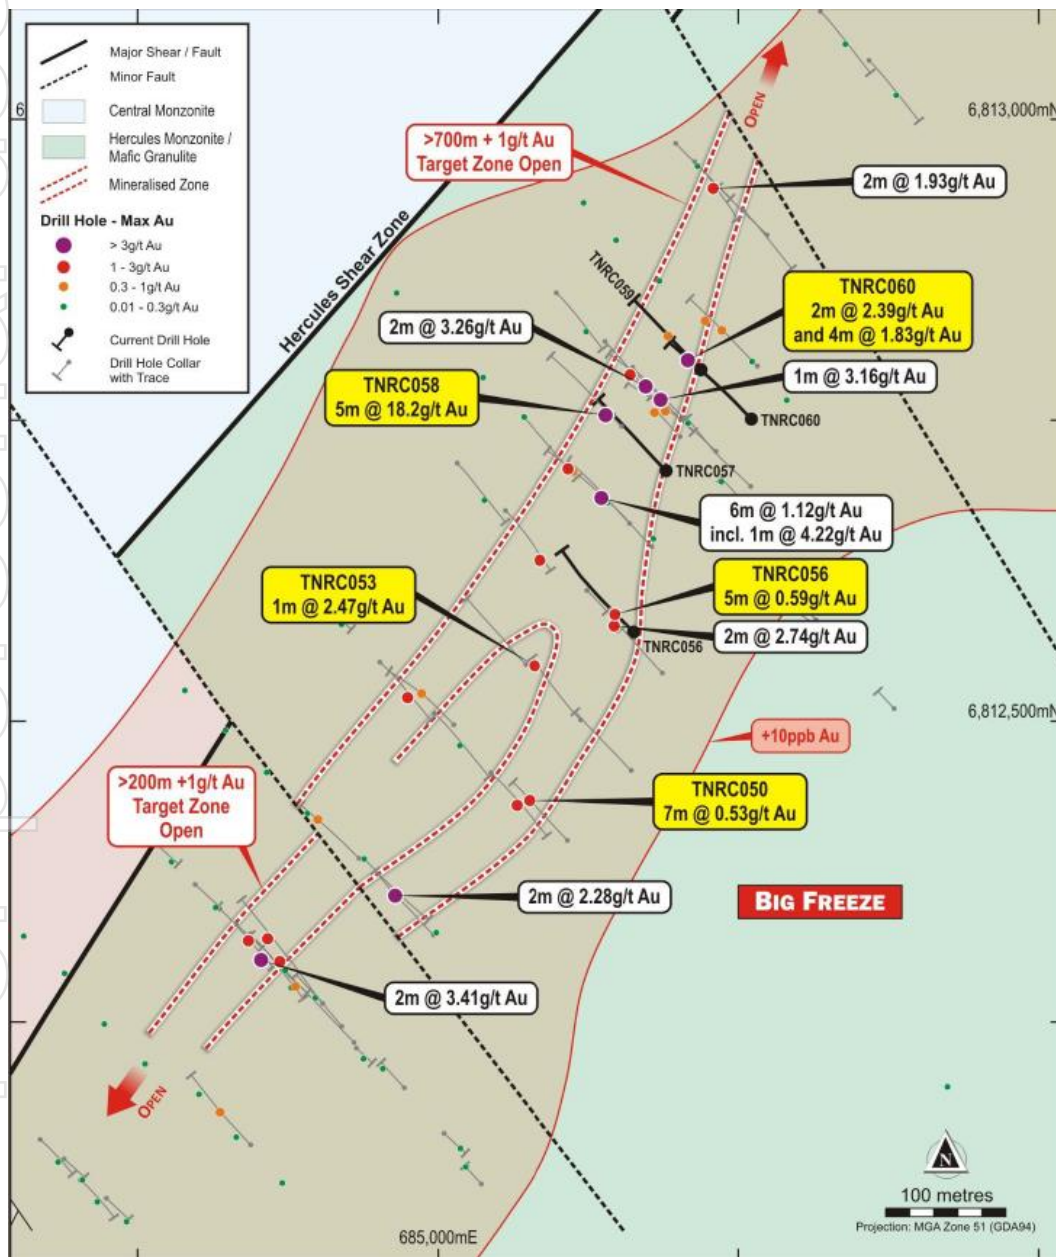 Major Shear / Fault
Minor Fault
Central Monzonite
Hercules Monzonite /
Mafic Granulite
Mineralised Zone
Drill Hole - Max Au
> 3g/t Au
1 - 3g/t Au
0.3 - 1g/t Au
0.01 - 0.3g/t Au
Current Drill Hole
Drill Hole Collar
with Trace
6
6,813,000mN
OPEN
>700m + 1g/t Au
Target Zone Open
2m @ 1.93g/t Au
Hercules Shear Zone
TNRC059
TNRC060
2m @ 2.39g/t Au
and 4m @ 1.83g/t Au
2m @ 3.26g/t Au
1m @ 3.16g/t Au
TNRC058
5m @ 18.2g/t Au
TNRC060
TNRC057
6m @ 1.12g/t Au
incl. 1m @ 4.22g/t Au
TNRC053
1m @ 2.47g/t Au
TNRC056
5m @ 0.59g/t Au
2m @ 2.74g/t Au
TNRC056
6,812,500mN
+10ppb Au
>200m +1g/t Au
Target Zone
Open
TNRC050
7m @ 0.53g/t Au
2m @ 2.28g/t Au
BIG FREEZE
2m @ 3.41g/t Au
OPEN
N
100 metres
Projection: MGA Zone 51 (GDA94)
685,000mE